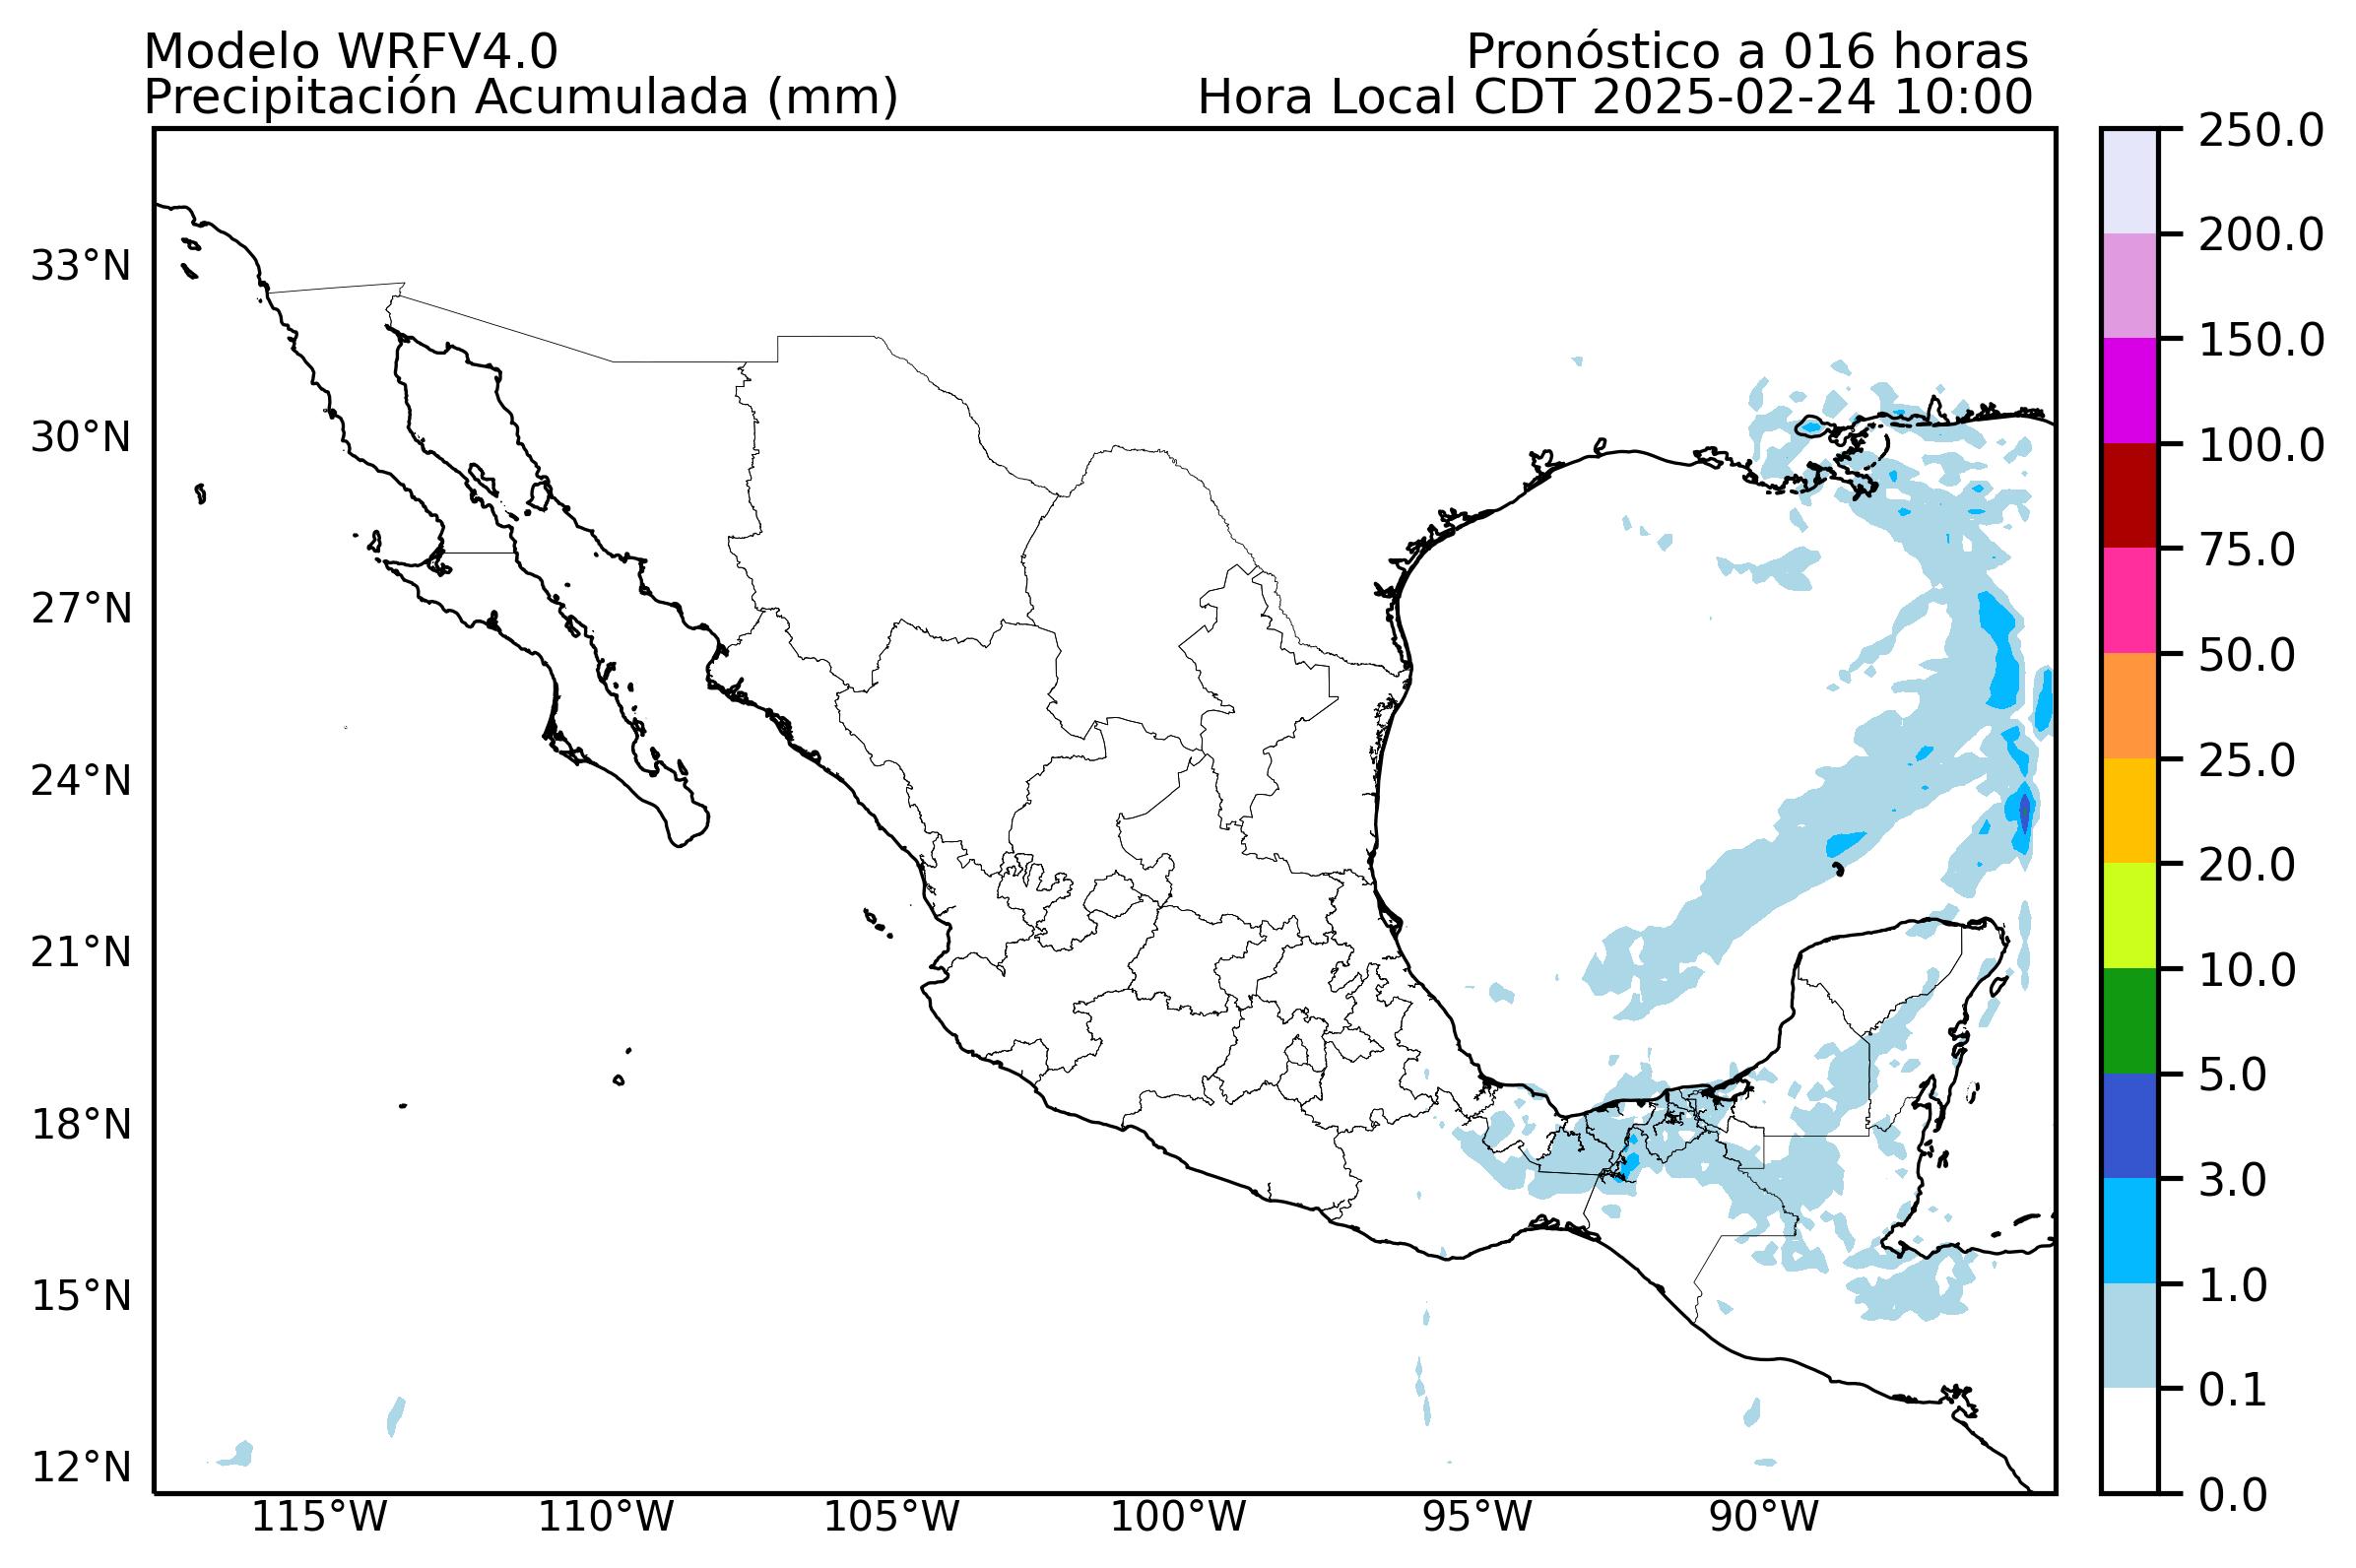 Modelo WRFV4.0
Pronóstico a 016 horas
Precipitación Acumulada (mm)
Hora Local CDT 2025-02-24 10:00
33°N
30°N
27°N
24°N
21°N
18°N
15°N
12°N
115°W
110°W
105°W
100°W
95°W
90°W
250.0
200.0
150.0
100.0
75.0
50.0
25.0
20.0
10.0
5.0
3.0
1.0
0.1
0.0